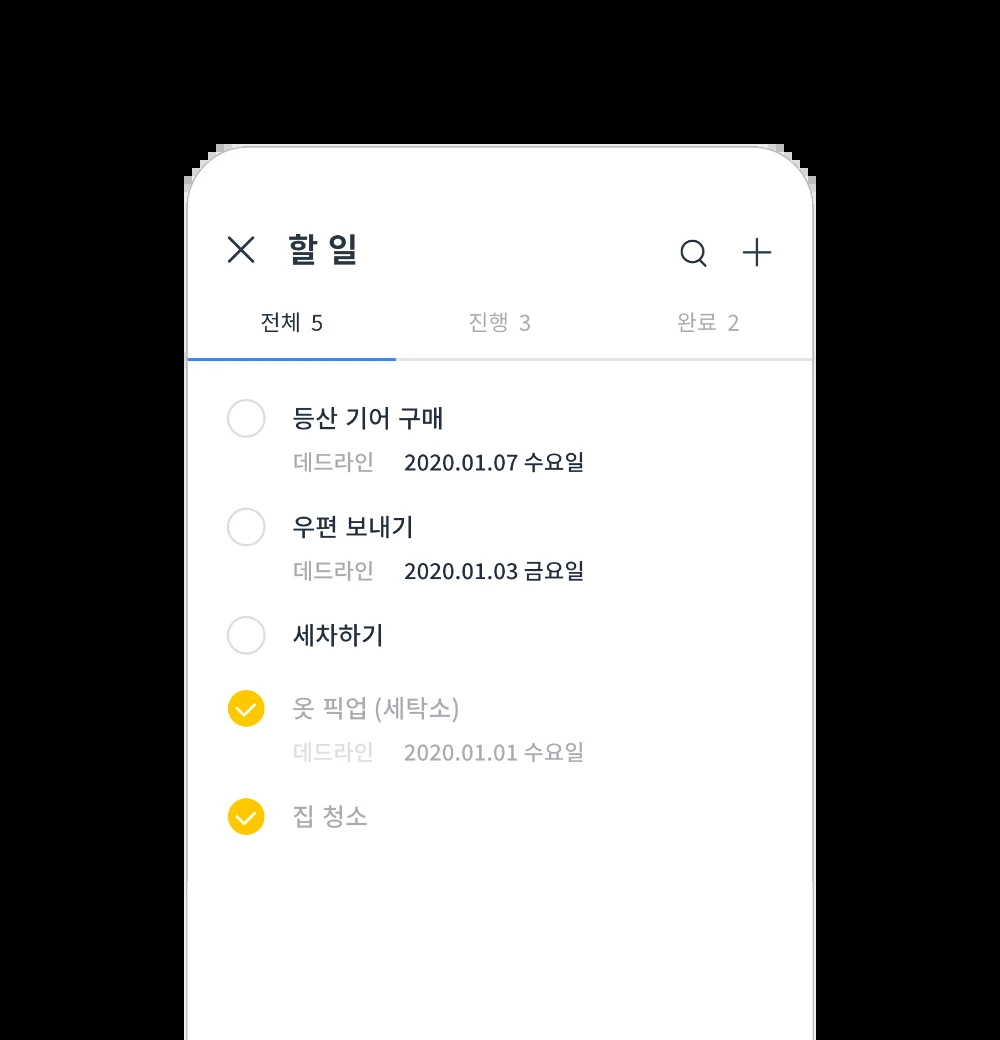 할 일
전체 5 진행 3 완료 2
등산 기어 구매
데드라인 2020.01.07 수요일
우편 보내기
데드라인 2020.01.03 금요일
세차하기
옷 픽업 (세탁소)
데드라인 2020.01.01 수요일
집 청소